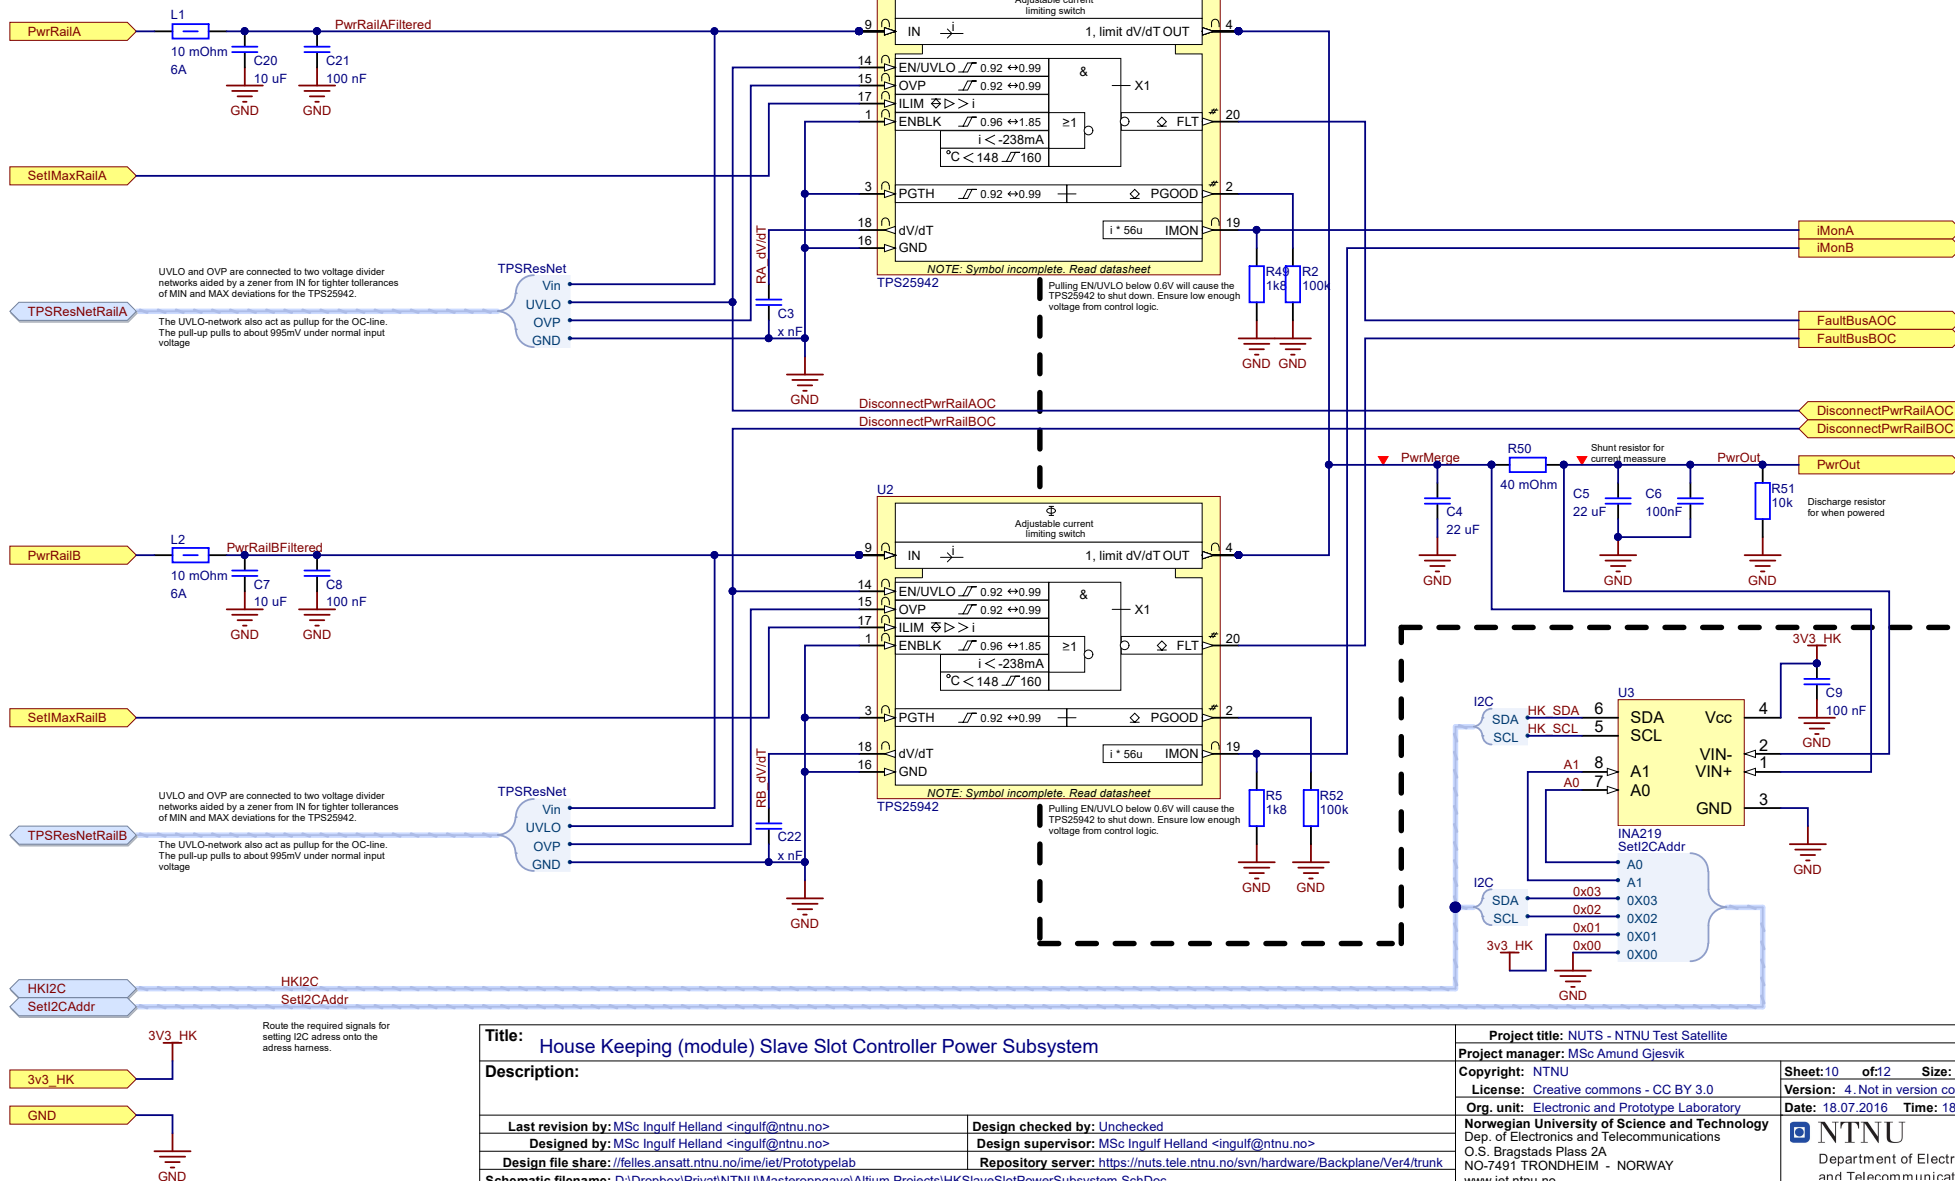 Adjustable current
limiting switch
PwrRailA
L1
10 mOhm
6A
PwrRailAFiltered
C20
10 uF
GND
C21
100 nF
GND
9
IN
i
1, limit dV/dT OUT
4
14
EN/UVLO
0.92 ↔0.99
15
OVP
0.92 ↔0.99
17
ILIM
i
1
ENBLK
0.96 ↔1.85
≥1
&
X1
FLT
20
i < -238mA
°C < 148
160
3
PGTH
0.92 ↔0.99
PGOOD
2
18
dV/dT
i * 56u
IMON
19
16
GND
NOTE: Symbol incomplete. Read datasheet
TPS25942
SetIMaxRailA
RA dV/dT
C3
x nF
GND
UVLO and OVP are connected to two voltage divider
networks aided by a zener from IN for tighter tollerances
of MIN and MAX deviations for the TPS25942.
TPSResNetRailA
The UVLO-network also act as pullup for the OC-line.
The pull-up pulls to about 995mV under normal input
voltage
TPSResNet
Vin
UVLO
OVP
GND
Pulling EN/UVLO below 0.6V will cause the
TPS25942 to shut down. Ensure low enough
voltage from control logic.
R49
1k8
R2
100k
GND
GND
iMonA
iMonB
FaultBusAOC
FaultBusBOC
DisconnectPwrRailAOC
DisconnectPwrRailBOC
DisconnectPwrRailAOC
DisconnectPwrRailBOC
PwrMerge
R50
40 mOhm
Shunt resistor for
current meassure
PwrOut
PwrOut
C4
22 uF
GND
C5
22 uF
C6
100nF
GND
R51
10k
GND
Discharge resistor
for when powered
U2
Φ
Adjustable current
limiting switch
PwrRailB
L2
10 mOhm
6A
PwrRailBFiltered
C7
10 uF
GND
C8
100 nF
GND
9
IN
i
1, limit dV/dT OUT
4
14
EN/UVLO
0.92 ↔0.99
15
OVP
0.92 ↔0.99
17
ILIM
i
1
ENBLK
0.96 ↔1.85
≥1
&
X1
FLT
20
i < -238mA
°C < 148
160
3
PGTH
0.92 ↔0.99
PGOOD
2
18
dV/dT
i * 56u
IMON
19
16
GND
NOTE: Symbol incomplete. Read datasheet
TPS25942
SetIMaxRailB
RB dV/dT
C22
x nF
GND
UVLO and OVP are connected to two voltage divider
networks aided by a zener from IN for tighter tollerances
of MIN and MAX deviations for the TPS25942.
TPSResNetRailB
The UVLO-network also act as pullup for the OC-line.
The pull-up pulls to about 995mV under normal input
voltage
TPSResNet
Vin
UVLO
OVP
GND
Pulling EN/UVLO below 0.6V will cause the
TPS25942 to shut down. Ensure low enough
voltage from control logic.
R5
1k8
R52
100k
GND
GND
3V3_HK
C9
100 nF
GND
U3
I2C
SDA
SCL
HK_SDA
HK_SCL
6
SDA
5
SCL
A1
8
A1
A0
7
A0
Vcc
4
VIN-
2
VIN+
1
GND
3
GND
INA219
SetI2CAddr
A0
A1
0X03
0X02
0X01
0X00
I2C
SDA
SCL
0x03
0x02
0x01
0x00
3v3_HK
GND
HKI2C
HKI2C
SetI2CAddr
SetI2CAddr
3V3_HK
Route the required signals for
setting I2C adress onto the
adress harness.
3v3_HK
GND
GND
Title: House Keeping (module) Slave Slot Controller Power Subsystem
Description:
Last revision by: MSc Ingulf Helland <ingulf@ntnu.no>
Design checked by: Unchecked
Designed by: MSc Ingulf Helland <ingulf@ntnu.no>
Design supervisor: MSc Ingulf Helland <ingulf@ntnu.no>
Design file share: //felles.ansatt.ntnu.no/ime/iet/Prototypelab
Repository server: https://nuts.tele.ntnu.no/svn/hardware/Backplane/Ver4/trunk
Schematic filename: D:\Dropbox\Privat\NTNU\Masteroppgave\Altium Projects\HKSlaveSlotPowerSubsystem.SchDoc
Project title: NUTS - NTNU Test Satellite
Project manager: MSc Amund Gjesvik
Copyright: NTNU
License: Creative commons - CC BY 3.0
Org. unit: Electronic and Prototype Laboratory
Sheet:10 of:12 Size:
Version: 4. Not in version co
Date: 18.07.2016 Time: 18
Norwegian University of Science and Technology
Dep. of Electronics and Telecommunications
O.S. Bragstads Plass 2A
NO-7491 TRONDHEIM - NORWAY
www.iet.ntnu.no
NTNU
Department of Electr
and Telecommunicat